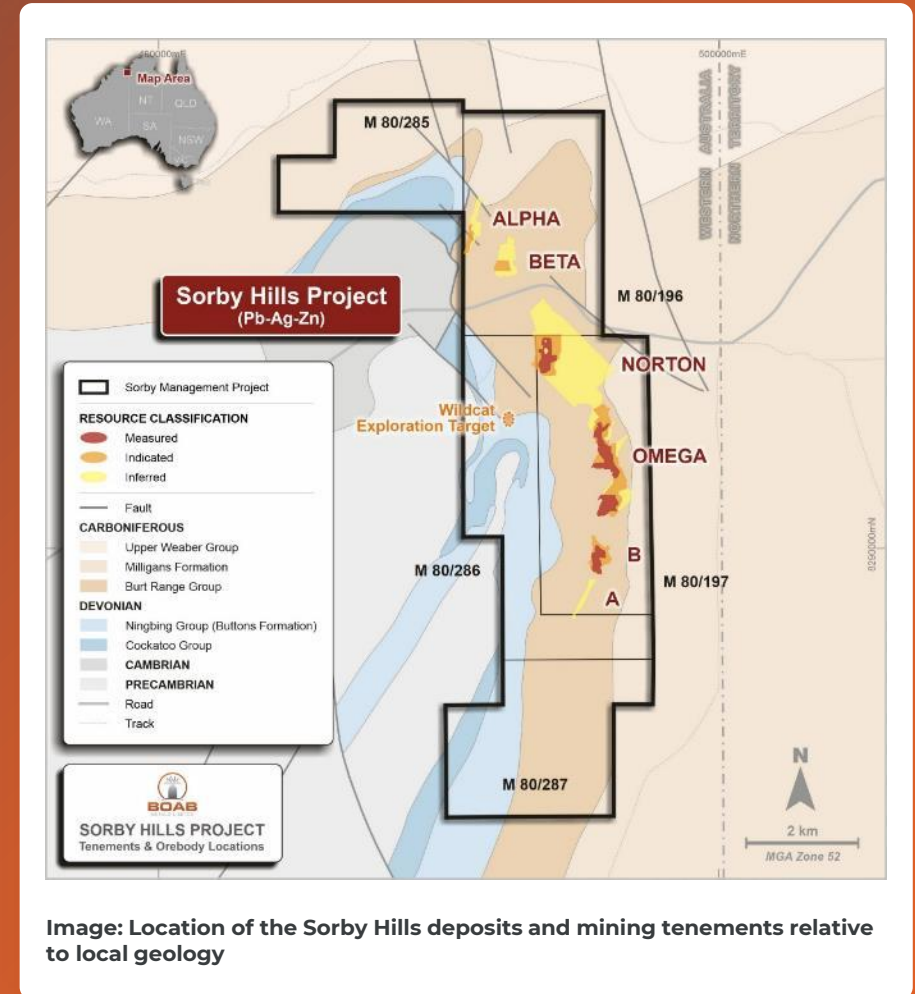 Map Area
WA
NT
QLD
SA
NSW
500000mE
WESTERN AUSTRALIA
NORTHERN TERRITORY
M 80/285
ALPHA
BETA
Sorby Hills Project
(Pb-Ag-Zn)
M 80/196
NORTON
Wildcat
Exploration Target
OMEGA
8290000mN
M 80/286
B
M 80/197
A
M 80/287
Sorby Management Project
RESOURCE CLASSIFICATION
Measured
Indicated
Inferred
Fault
CARBONIFEROUS
Upper Weaber Group
Milligans Formation
Burt Range Group
DEVONIAN
Ningbing Group (Buttons Formation)
Cockatoo Group
CAMBRIAN
PRECAMBRIAN
Road
Track
BOAB
SORBY HILLS PROJECT
Tenements & Orebody Locations
N
2 km
MGA Zone 52
Image: Location of the Sorby Hills deposits and mining tenements relative
to local geology